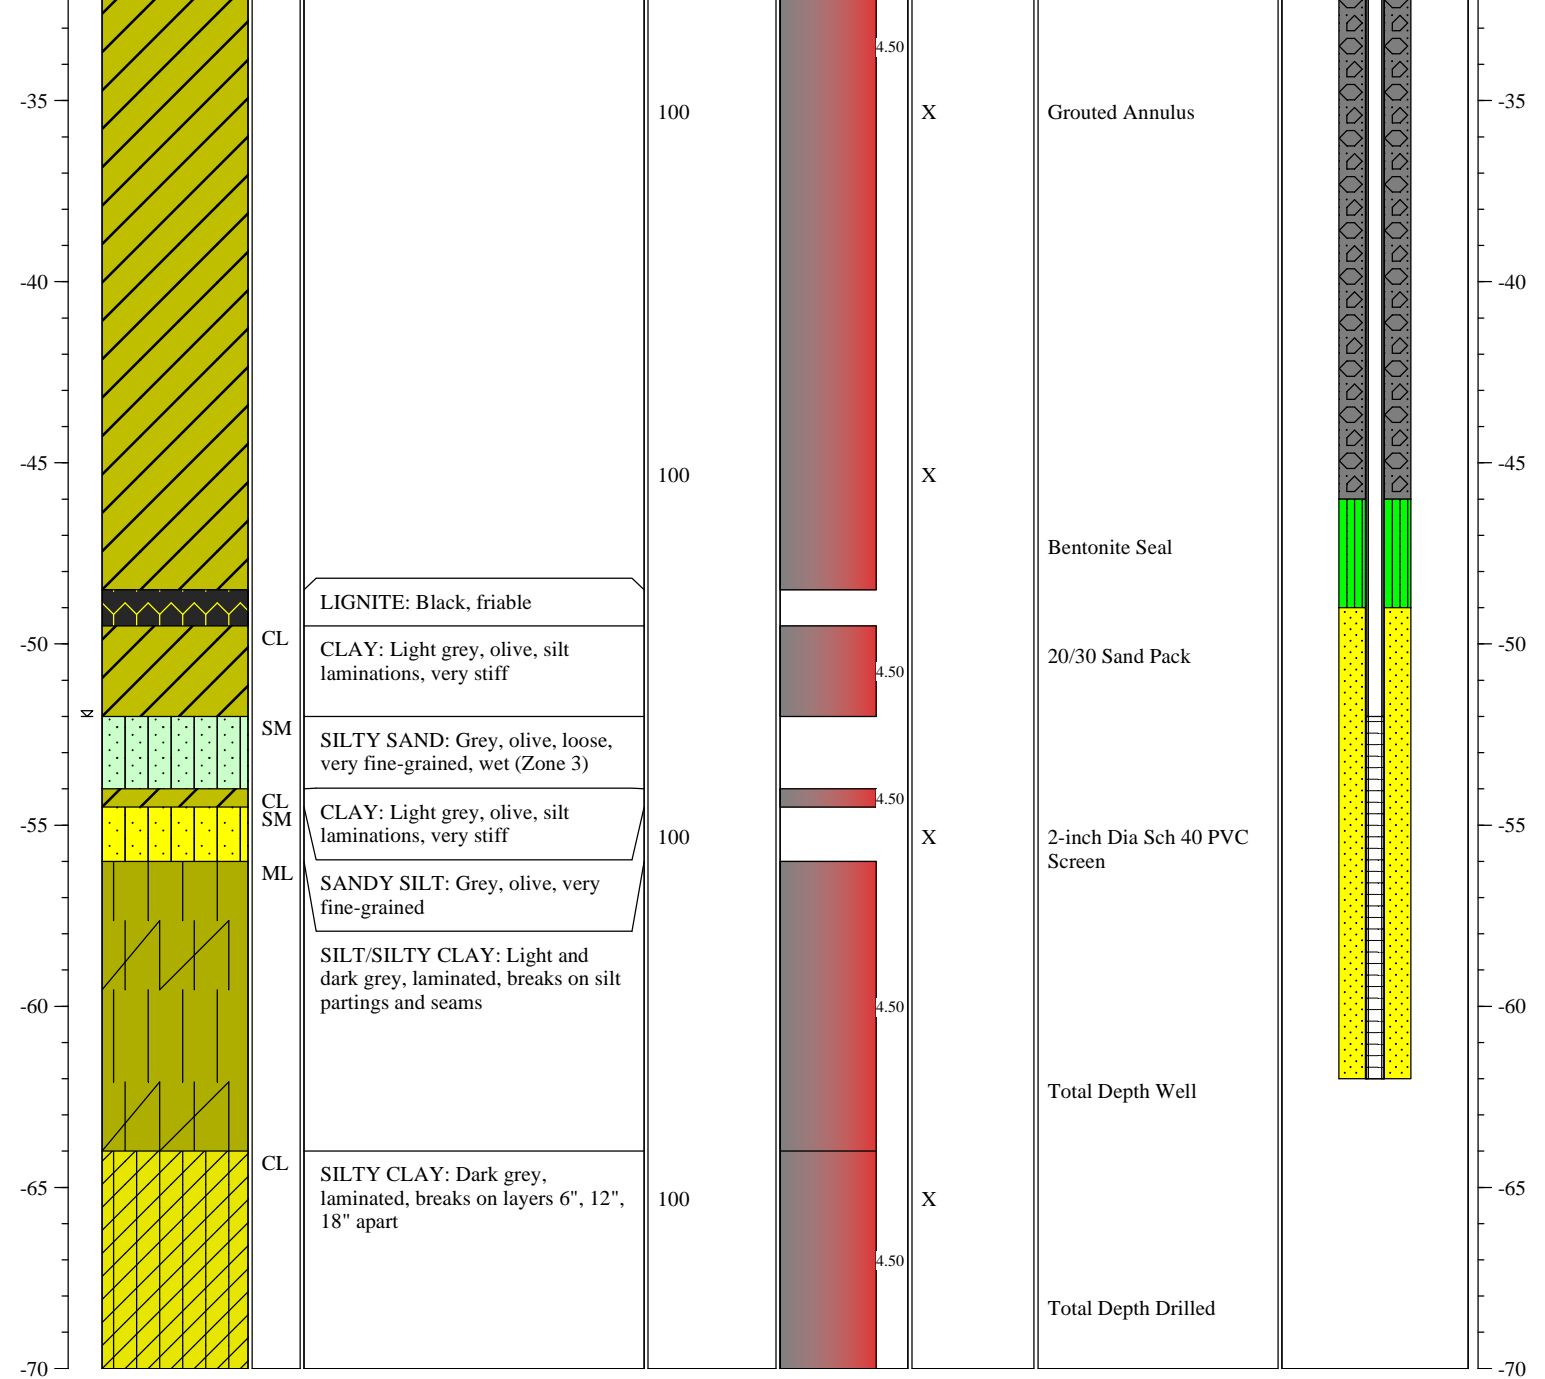 4.50
-35
100
X
Grouted Annulus
-35
-40
-40
-45
100
X
-45
Bentonite Seal
LIGNITE: Black, friable
CL
-50
CLAY: Light grey, olive, silt
laminations, very stiff
20/30 Sand Pack
-50
4.50
SM
SILTY SAND: Grey, olive, loose,
very fine-grained, wet (Zone 3)
CL
4.50
SM
CLAY: Light grey, olive, silt
laminations, very stiff
-55
100
X
2-inch Dia Sch 40 PVC
Screen
-55
ML
SANDY SILT: Grey, olive, very
fine-grained
SILT/SILTY CLAY: Light and
dark grey, laminated, breaks on silt
partings and seams
-60
4.50
-60
Total Depth Well
CL
SILTY CLAY: Dark grey,
laminated, breaks on layers 6", 12",
18" apart
-65
100
X
-65
4.50
Total Depth Drilled
-70
-70